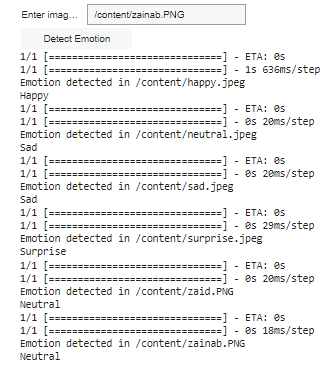 Enter imag… /content/zainab.PNG
Detect Emotion
1/1 [==============================] - ETA: 0s
1/1 [==============================] - 1s 636ms/step
Emotion detected in /content/happy.jpeg
Happy
1/1 [==============================] - ETA: 0s
1/1 [==============================] - 0s 20ms/step
Emotion detected in /content/neutral.jpeg
Sad
1/1 [==============================] - ETA: 0s
1/1 [==============================] - 0s 20ms/step
Emotion detected in /content/sad.jpeg
Sad
1/1 [==============================] - ETA: 0s
1/1 [==============================] - 0s 29ms/step
Emotion detected in /content/surprise.jpeg
Surprise
1/1 [==============================] - ETA: 0s
1/1 [==============================] - 0s 20ms/step
Emotion detected in /content/zaid.PNG
Neutral
1/1 [==============================] - ETA: 0s
1/1 [==============================] - 0s 18ms/step
Emotion detected in /content/zainab.PNG
Neutral